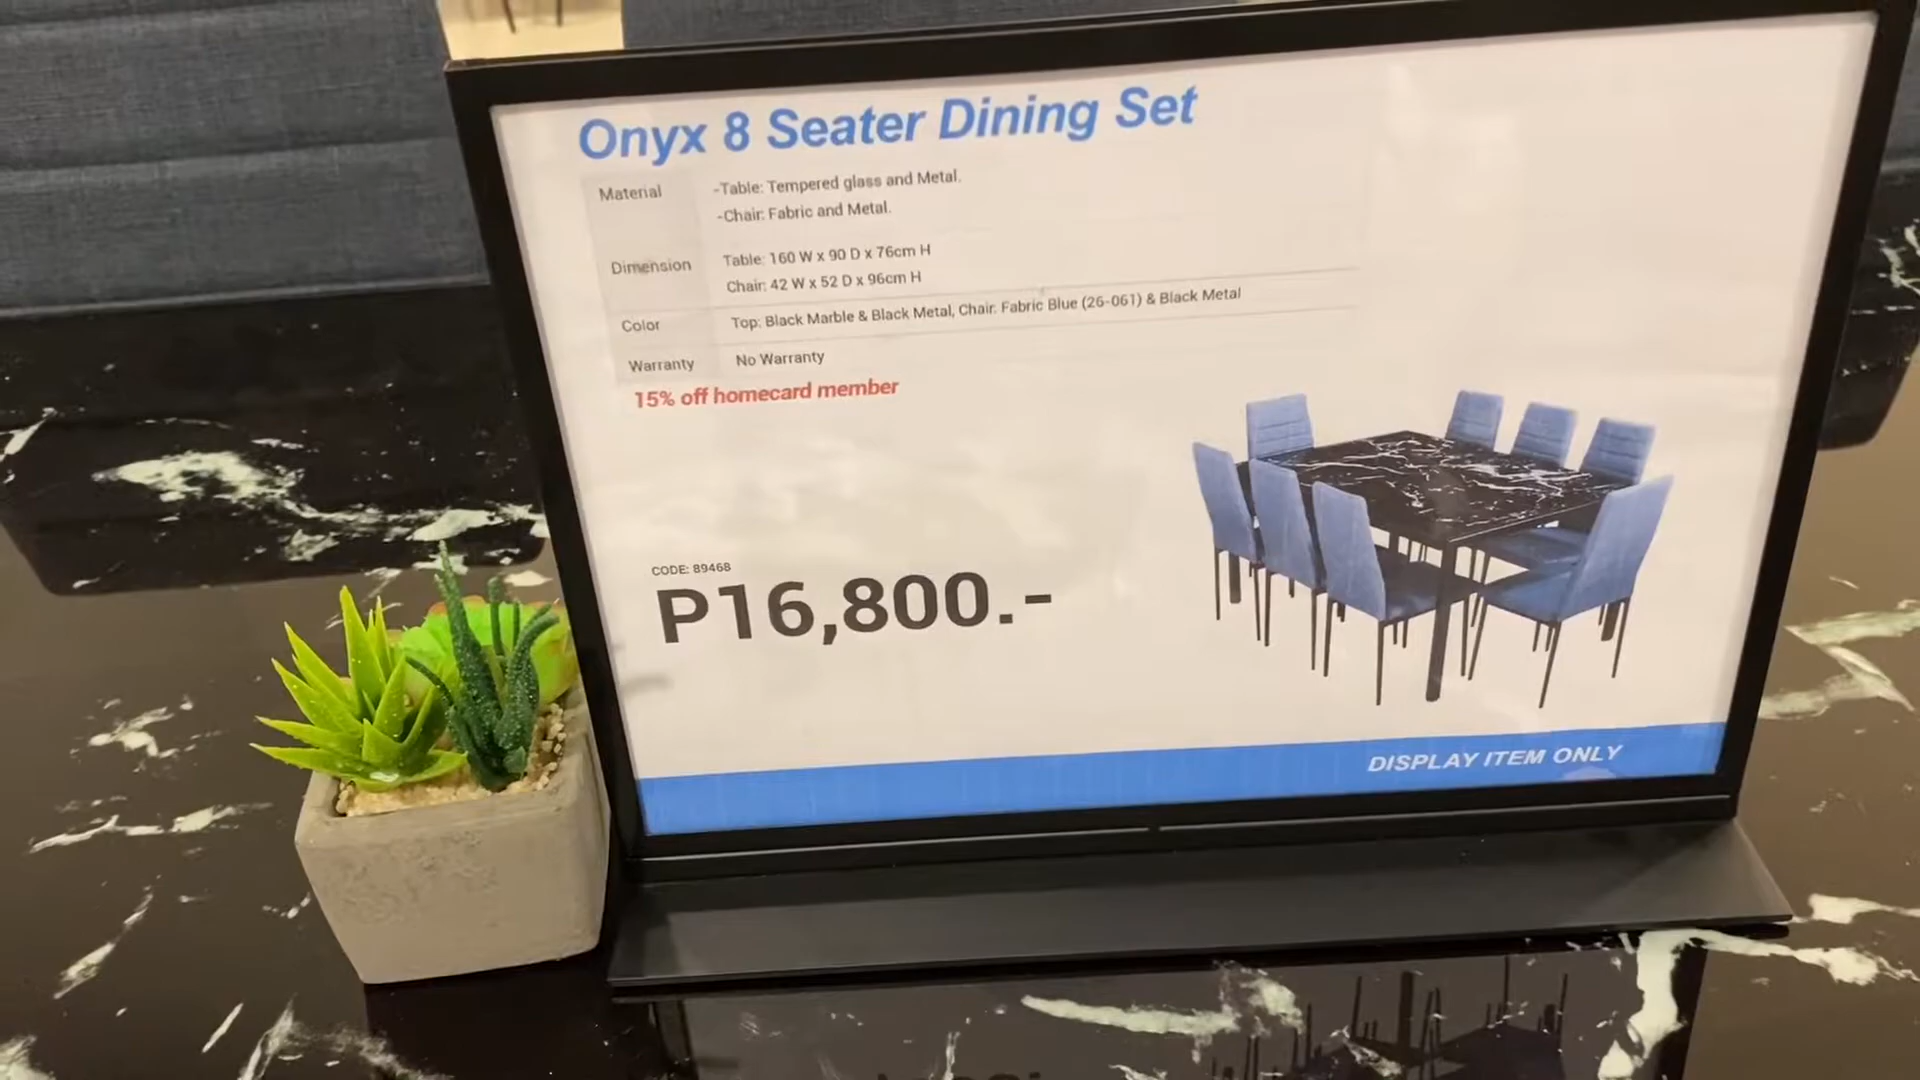 Onyx 8 Seater Dining Set
Material
-Table: Tempered glass and Metal.
-Chair: Fabric and Metal.
Dimension
Table: 160 W x 90 D x 76cm H
Chair: 42 W x 52 D x 96cm H
Color
Top: Black Marble & Black Metal, Chair: Fabric Blue (26-061) & Black Metal
Warranty
No Warranty
15% off homecard member
CODE: 89468
P16,800.-
DISPLAY ITEM ONLY